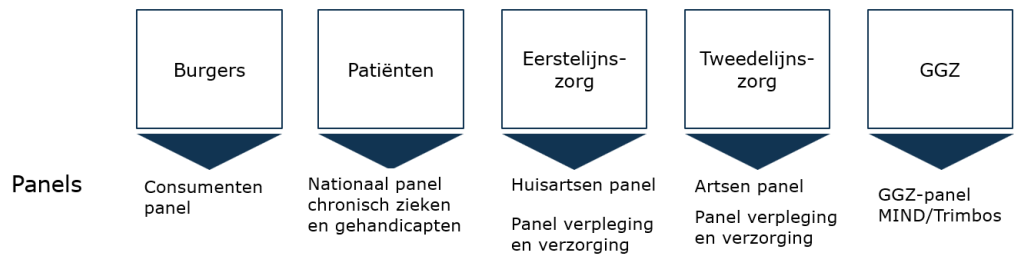 Burgers
Patiënten
Eerstelijns-
zorg
Tweedelijns-
zorg
GGZ
Panels
Consumenten
panel
Nationaal panel
chronisch zieken
en gehandicapten
Huisartsen panel
Panel verpleging
en verzorging
Artsen panel
Panel verpleging
en verzorging
GGZ-panel
MIND/Trimbos